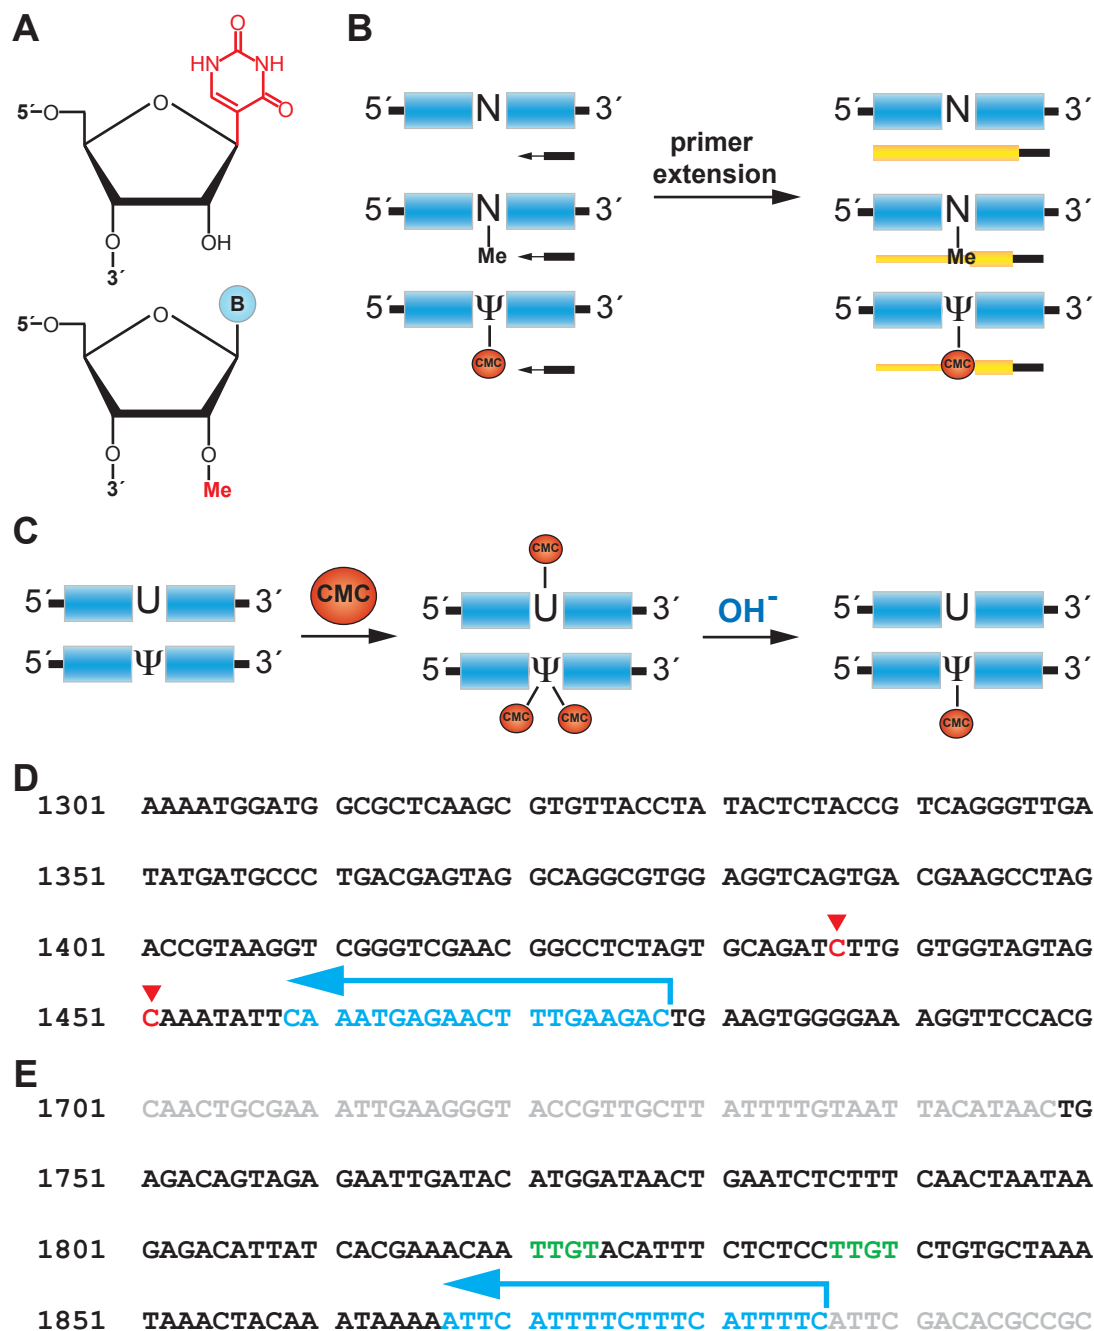 A
O
HN NH
O
5´ O O
O OH
3´
B
5´ O O
O O
3´ Me
B
5´ N 3´
5´ N 3´
Me
5´ Ψ 3´
CMC
primer
extension
5´ N 3´
5´ N 3´
Me
5´ Ψ 3´
CMC
C
5´ U 3´
5´ Ψ 3´
CMC
CMC
5´ U 3´
5´ Ψ 3´
CMC CMC
OH⁻
5´ U 3´
5´ Ψ 3´
CMC
D
1301 AAAATGGATG GCGCTCAAGC GTGTTACCTA TACTCTACCG TCAGGGTTGA
1351 TATGATGCCC TGACGAGTAG GCAGGCGTGG AGGTCAGTGA CGAAGCCTAG
1401 ACCGTAAGGT CGGGTCGAAC GGCCTCTAGT GCAGATCTTG GTGGTAGTAG
1451 CAAATATTCA AATGAGAACT TTGAAGACTG AAGTGGGGAA AGGTTCCACG
E
1701 CAACTGCGAA ATTGAAGGGT ACCGTTGCTT ATTTTGTAAT TACATAACTG
1751 AGACAGTAGA GAATTGATAC ATGGATAACT GAATCTCTTT CAACTAATAA
1801 GAGACATTAT CACGAAACAA TTGTACATTT CTCTCCTTGT CTGTGCTAAA
1851 TAAACTACAA ATAAAAATTC ATTTTCTTTC ATTTTCATTC GACACGCCGC